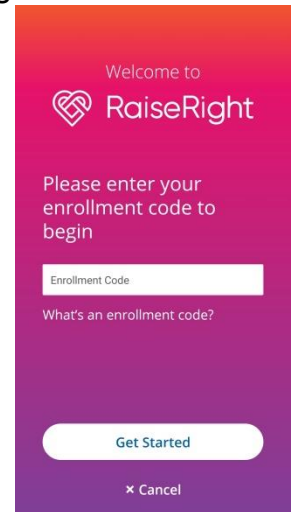 Welcome to
RaiseRight
Please enter your
enrollment code to
begin
Enrollment Code
What's an enrollment code?
Get Started
× Cancel